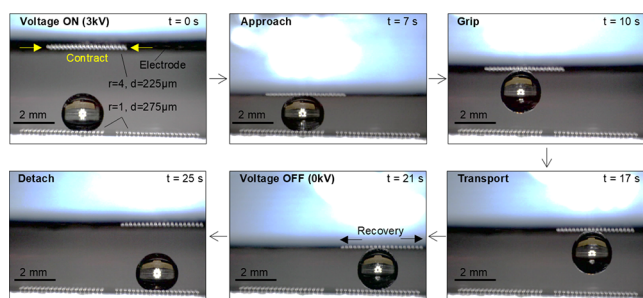 Voltage ON (3kV) t = 0 s
Contract
Electrode
r=4, d=225μm
r=1, d=275μm
2 mm
Approach t = 7 s
2 mm
Grip t = 10 s
2 mm
Detach t = 25 s
2 mm
Voltage OFF (0kV) t = 21 s
Recovery
2 mm
Transport t = 17 s
2 mm